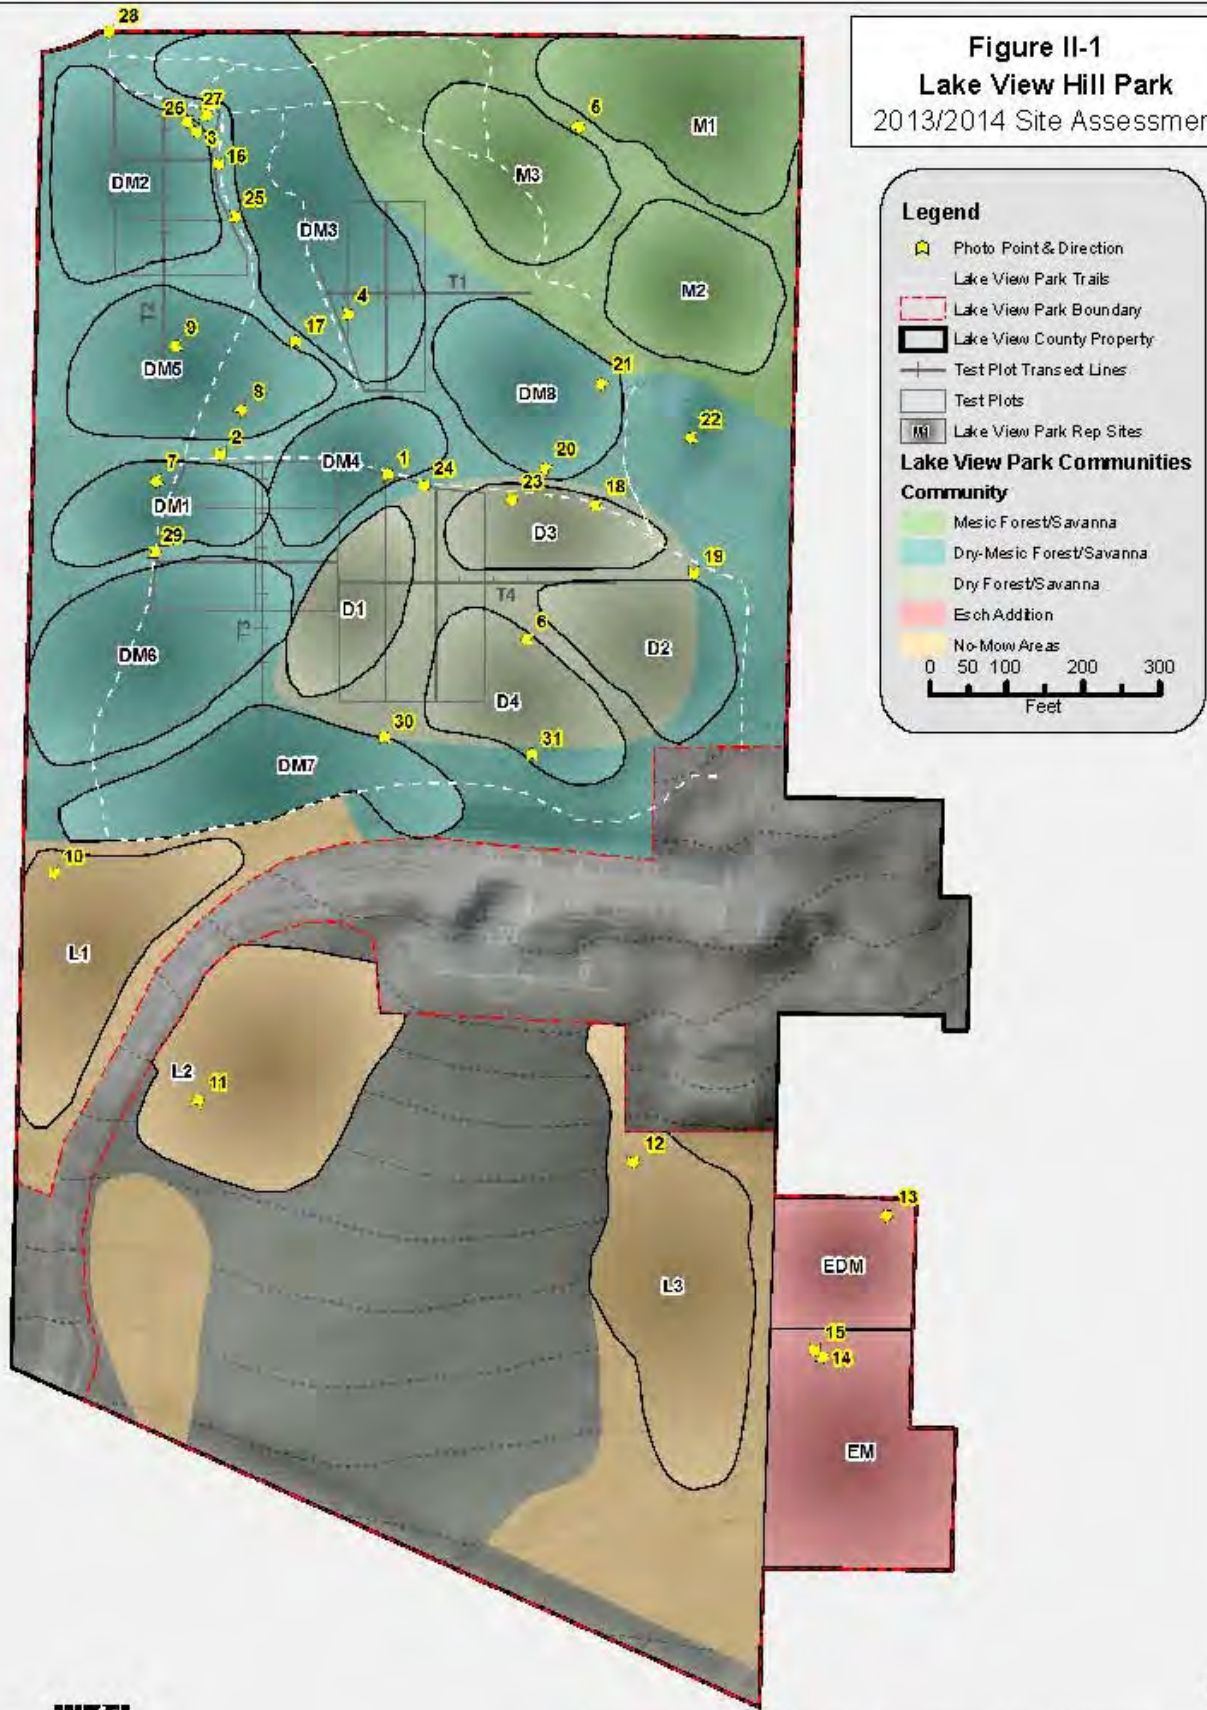 Figure II-1
Lake View Hill Park
2013/2014 Site Assessmen
Legend
Photo Point & Direction
Lake View Park Trails
Lake View Park Boundary
Lake View County Property
Test Plot Transect Lines
Test Plots
M1 Lake View Park Rep Sites
Lake View Park Communities
Community
Mesic Forest/Savanna
Dry-Mesic Forest/Savanna
Dry Forest/Savanna
Esch Addition
No-Mow Areas
0 50 100 200 300
Feet
28
27
26
3
16
25
5
M1
M3
DM2
DM3
M2
T1
4
T2
17
9
DM5
8
21
DM8
22
2
DM4
1
24
20
7
DM1
23
18
D3
29
19
T4
D1
T3
6
DM6
D2
D4
30
31
DM7
10
L1
L2
11
12
13
EDM
L3
15
14
EM